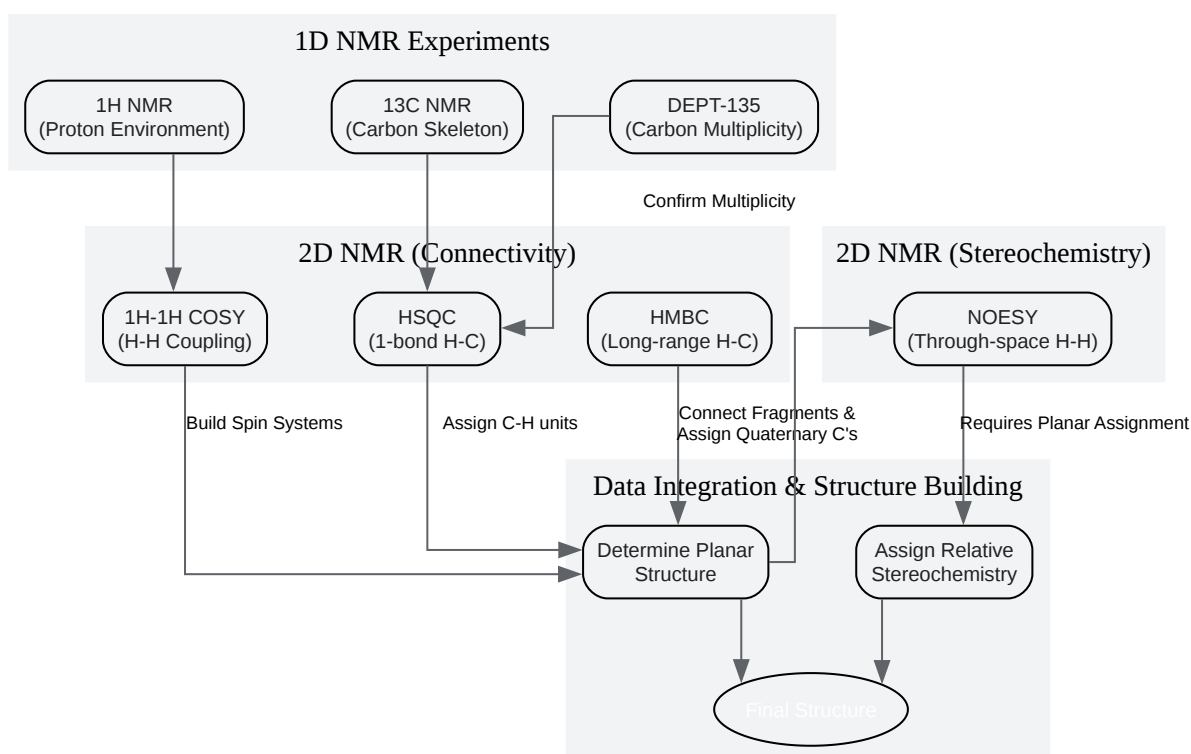 1D NMR Experiments
1H NMR
(Proton Environment)
13C NMR
(Carbon Skeleton)
DEPT-135
(Carbon Multiplicity)
Confirm Multiplicity
2D NMR (Connectivity)
2D NMR (Stereochemistry)
1H-1H COSY
(H-H Coupling)
HSQC
(1-bond H-C)
HMBC
(Long-range H-C)
NOESY
(Through-space H-H)
Build Spin Systems
Assign C-H units
Connect Fragments &
Assign Quaternary C's
Requires Planar Assignment
Data Integration & Structure Building
Determine Planar
Structure
Assign Relative
Stereochemistry
Final Structure